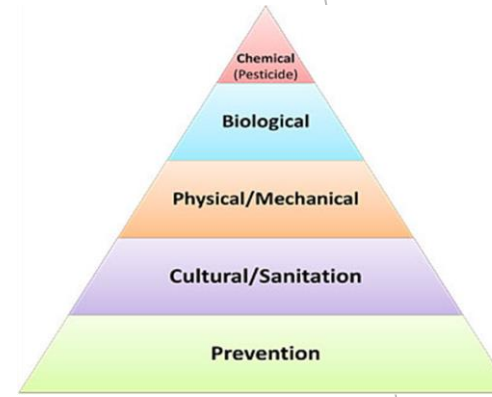 Chemical
(Pesticide)
Biological
Physical/Mechanical
Cultural/Sanitation
Prevention